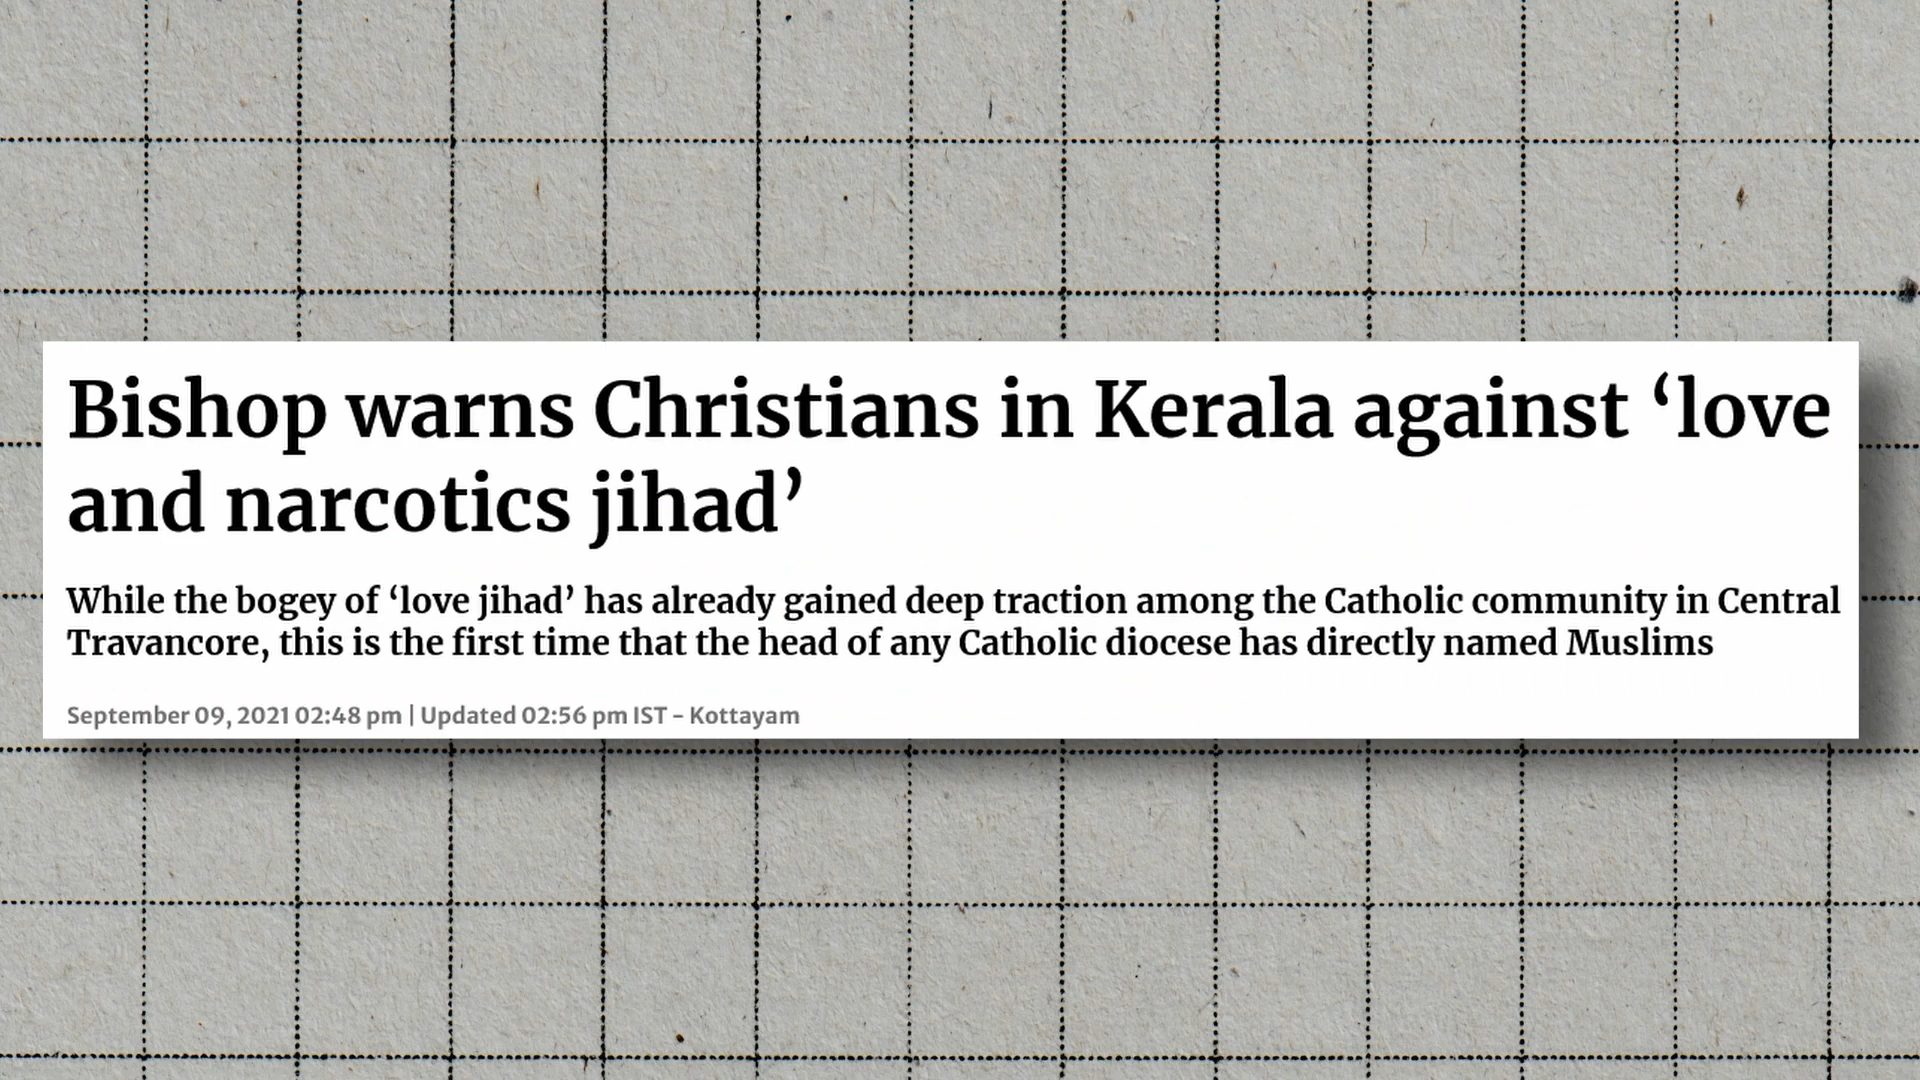 Bishop warns Christians in Kerala against ‘love
and narcotics jihad’
While the bogey of ‘love jihad’ has already gained deep traction among the Catholic community in Central
Travancore, this is the first time that the head of any Catholic diocese has directly named Muslims
September 09, 2021 02:48 pm | Updated 02:56 pm IST - Kottayam